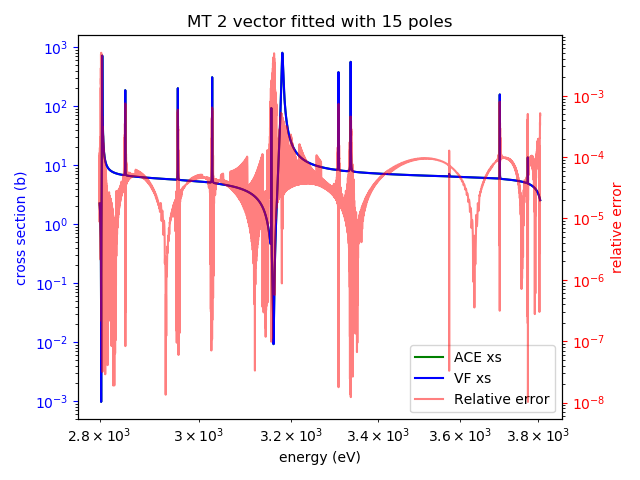 MT 2 vector fitted with 15 poles
10³
10²
10¹
10⁰
10⁻¹
10⁻²
10⁻³
cross section (b)
10⁻³
10⁻⁴
10⁻⁵
10⁻⁶
10⁻⁷
10⁻⁸
relative error
ACE xs
VF xs
Relative error
2.8 × 10³ 3 × 10³ 3.2 × 10³ 3.4 × 10³ 3.6 × 10³ 3.8 × 10³
energy (eV)